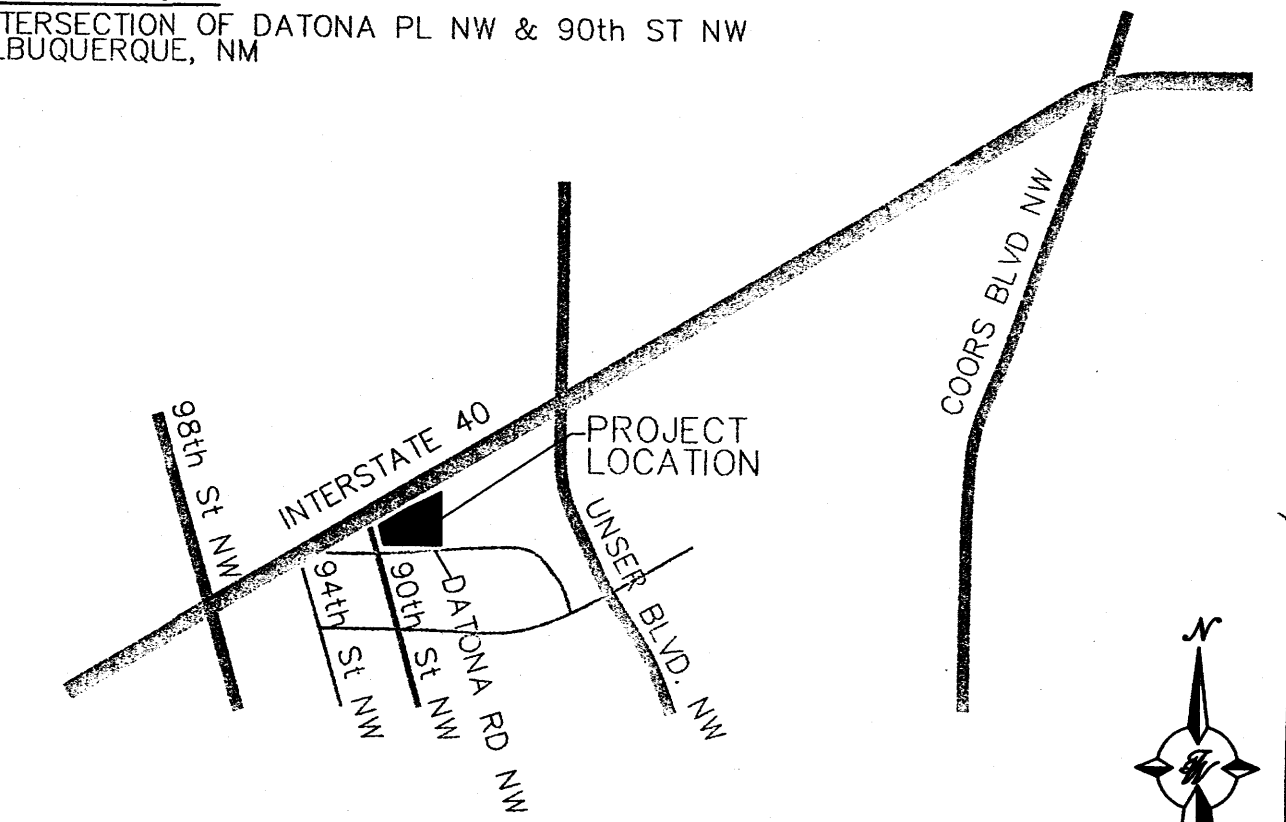 TERSECTION OF DATONA PL NW & 90th ST NW
LBUQUERQUE, NM
COORS BLVD NW
98th St NW
INTERSTATE 40
PROJECT
LOCATION
UNSER BLVD. NW
94th St NW
90th St NW
DATONA RD NW
N